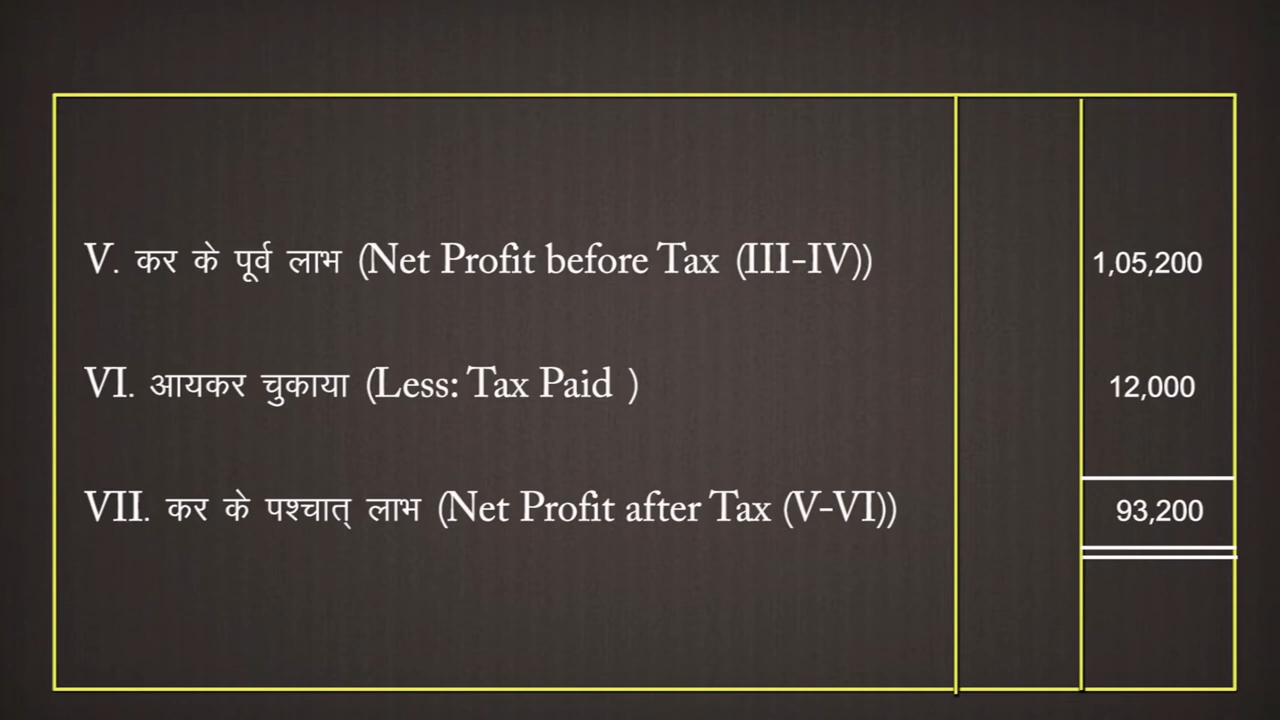 V. कर के पूर्व लाभ (Net Profit before Tax (III-IV)) 1,05,200
VI. आयकर चुकाया (Less: Tax Paid ) 12,000
VII. कर के पश्चात् लाभ (Net Profit after Tax (V-VI)) 93,200